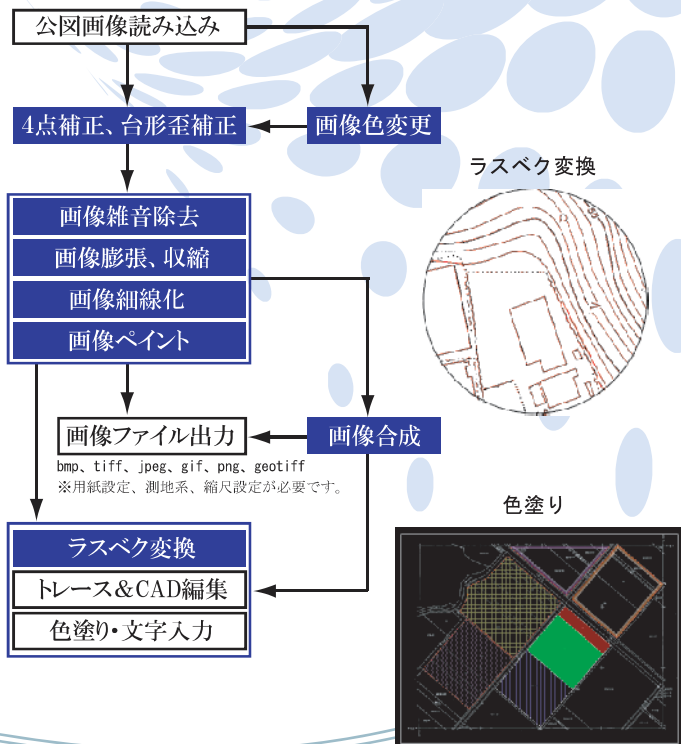 公図画像読み込み
4点補正、台形歪補正
画像色変更
ラスベク変換
画像雑音除去
画像膨張、収縮
画像細線化
画像ペイント
画像ファイル出力
画像合成
bmp、tiff、jpeg、gif、png、geotiff
※用紙設定、測地系、縮尺設定が必要です。
色塗り
ラスベク変換
トレース&CAD編集
色塗り・文字入力